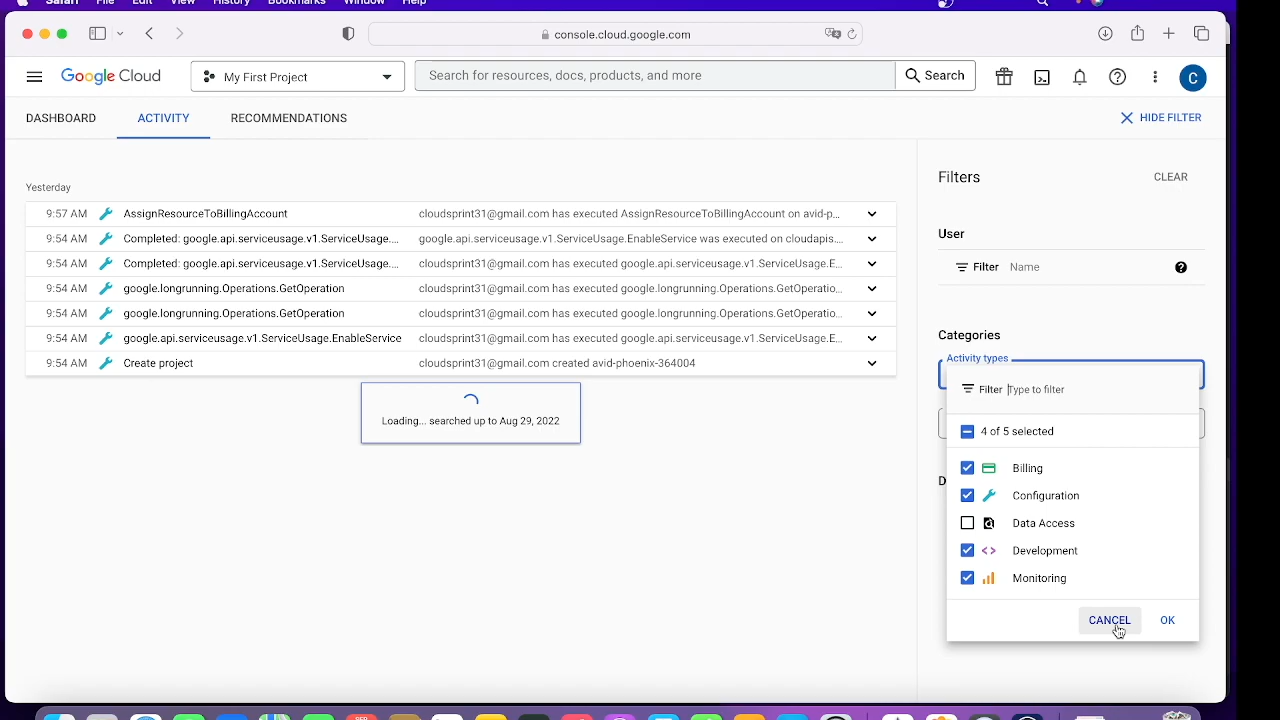 Safari File Edit View History Bookmarks Window Help
console.cloud.google.com
Google Cloud My First Project Search for resources, docs, products, and more Search C
DASHBOARD ACTIVITY RECOMMENDATIONS HIDE FILTER
Filters CLEAR
Yesterday
9:57 AM AssignResourceToBillingAccount cloudsprint31@gmail.com has executed AssignResourceToBillingAccount on avid-p...
9:54 AM Completed: google.api.serviceusage.v1.ServiceUsage.... google.api.serviceusage.v1.ServiceUsage.EnableService was executed on cloudapis....
9:54 AM Completed: google.api.serviceusage.v1.ServiceUsage.... cloudsprint31@gmail.com has executed google.api.serviceusage.v1.ServiceUsage.E...
9:54 AM google.longrunning.Operations.GetOperation cloudsprint31@gmail.com has executed google.longrunning.Operations.GetOperatio...
9:54 AM google.longrunning.Operations.GetOperation cloudsprint31@gmail.com has executed google.longrunning.Operations.GetOperatio...
9:54 AM google.api.serviceusage.v1.ServiceUsage.EnableService cloudsprint31@gmail.com has executed google.api.serviceusage.v1.ServiceUsage.E...
9:54 AM Create project cloudsprint31@gmail.com created avid-phoenix-364004
Loading... searched up to Aug 29, 2022
User
Filter Name
Categories
Activity types
Filter Type to filter
4 of 5 selected
Billing
Configuration
Data Access
Development
Monitoring
CANCEL OK